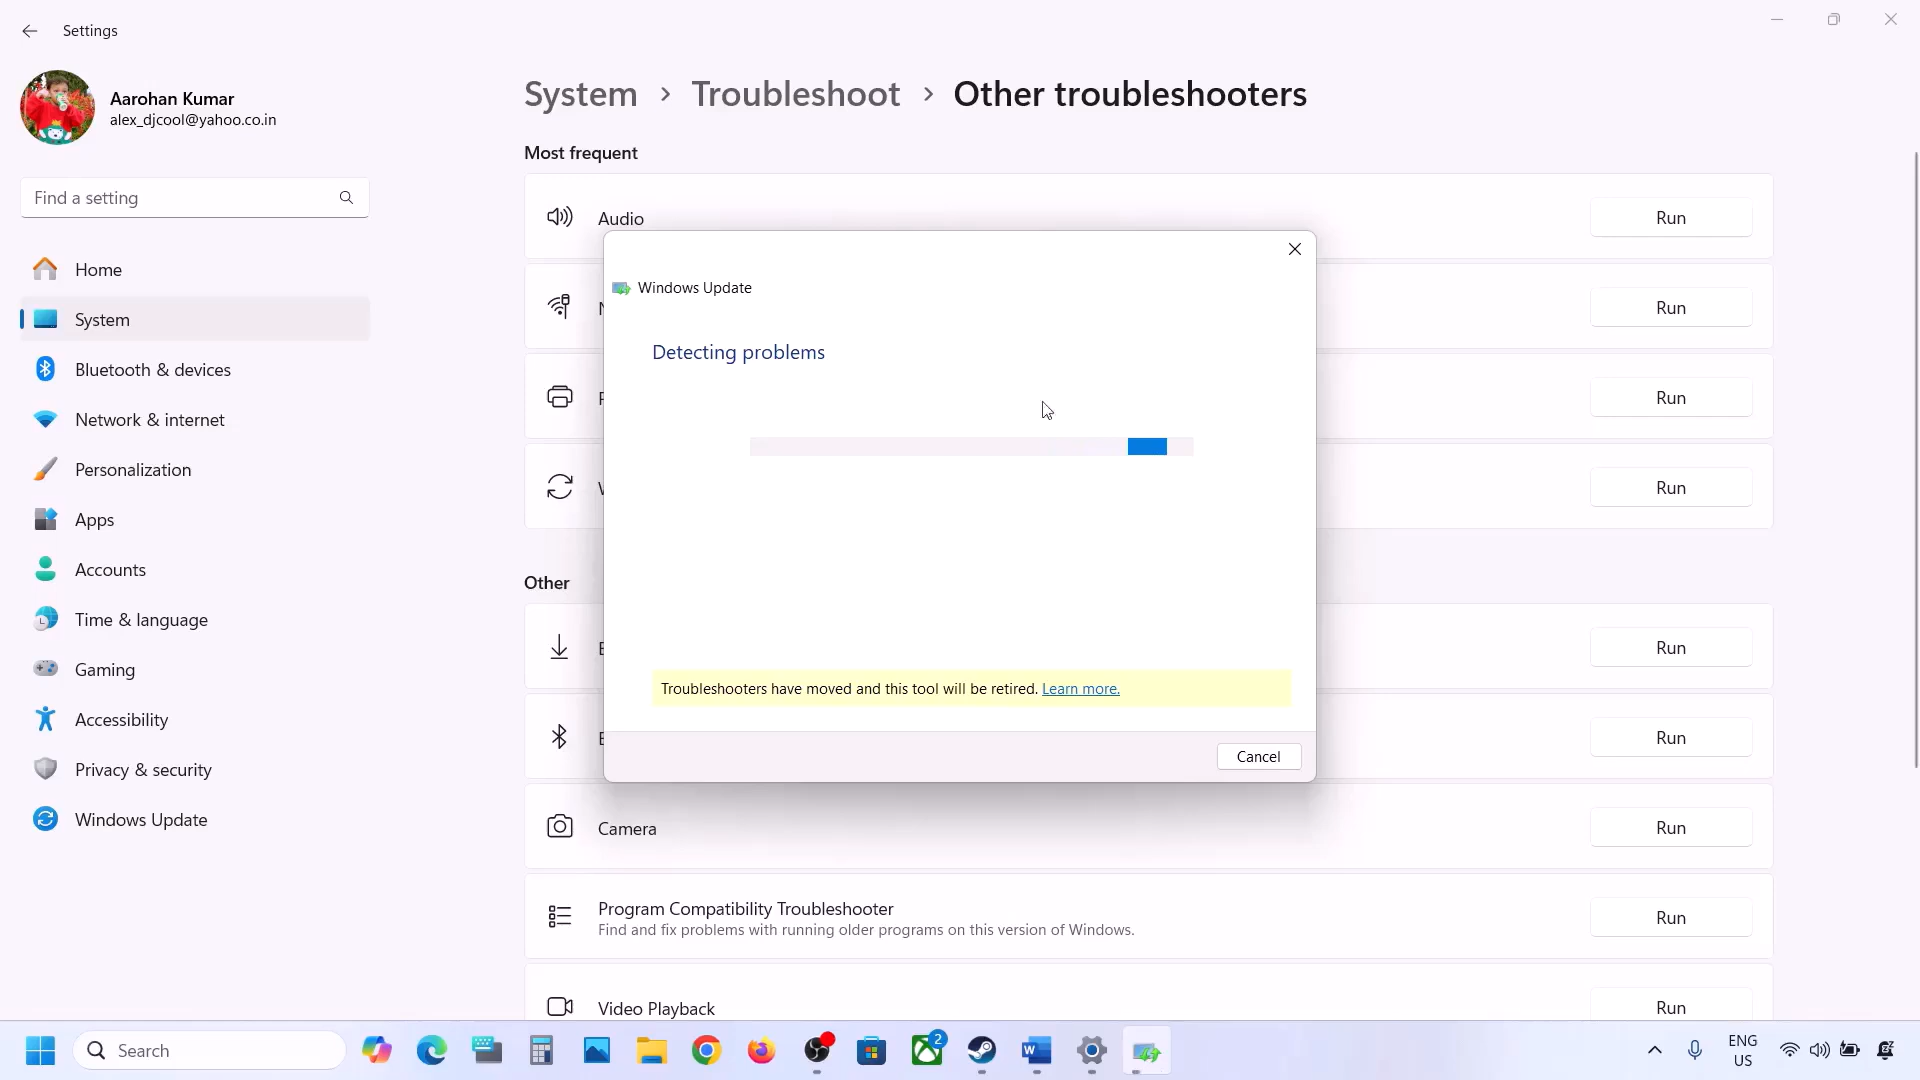 Settings
Aarohan Kumar
alex_djcool@yahoo.co.in
Find a setting
Home
System
Bluetooth & devices
Network & internet
Personalization
Apps
Accounts
Time & language
Gaming
Accessibility
Privacy & security
Windows Update
System > Troubleshoot > Other troubleshooters
Most frequent
Audio
Run
Run
Run
Run
Windows Update
Detecting problems
Troubleshooters have moved and this tool will be retired. Learn more.
Cancel
Other
Run
Run
Camera
Run
Program Compatibility Troubleshooter
Find and fix problems with running older programs on this version of Windows.
Run
Video Playback
Run
Search
2
ENG
US